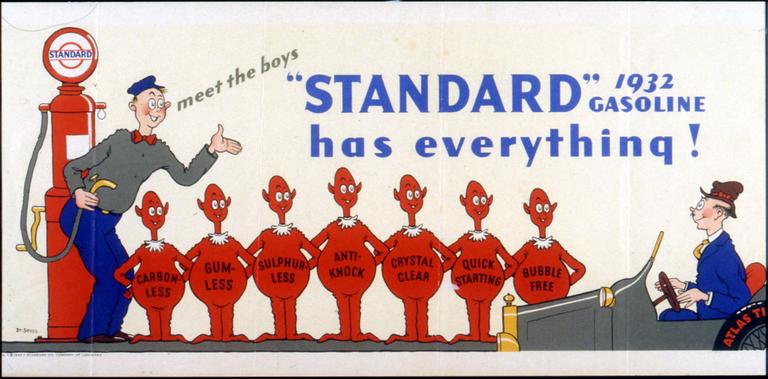 STANDARD
meet the boys
"STANDARD" 1932 GASOLINE
has everything!
CARBON-
LESS
GUM-
LESS
SULPHUR-
LESS
ANTI-
KNOCK
CRYSTAL
CLEAR
QUICK
STARTING
BUBBLE
FREE
ATLAS TI
Dr. Seuss